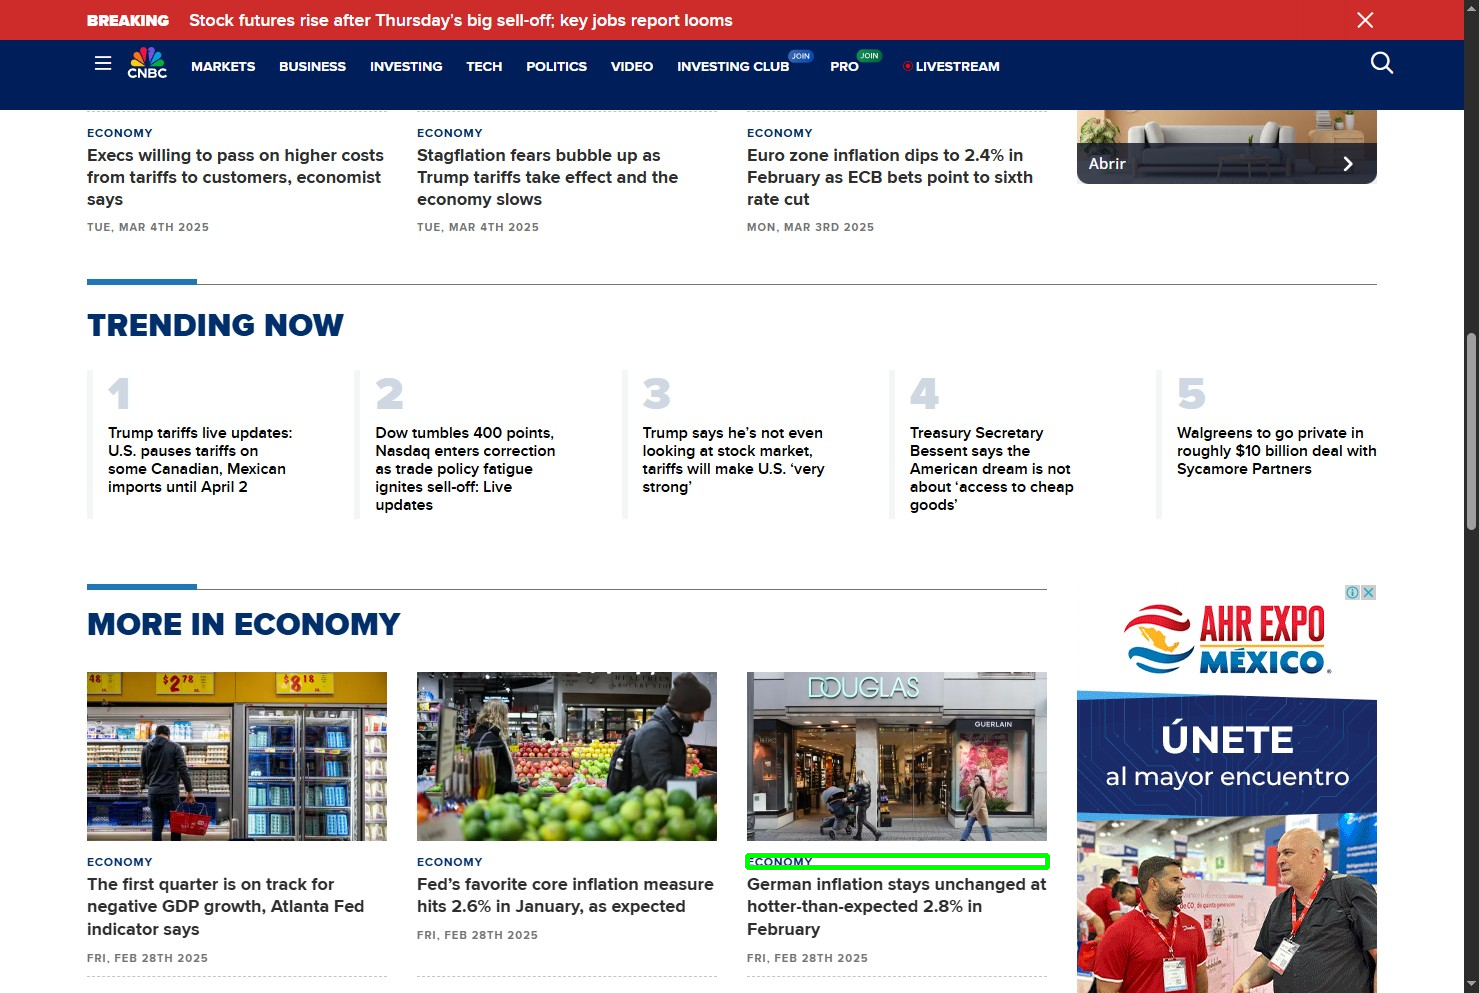 BREAKING Stock futures rise after Thursday's big sell-off; key jobs report looms
CNBC
MARKETS BUSINESS INVESTING TECH POLITICS VIDEO INVESTING CLUB JOIN PRO JOIN LIVESTREAM
ECONOMY
Execs willing to pass on higher costs
from tariffs to customers, economist
says
TUE, MAR 4TH 2025
ECONOMY
Stagflation fears bubble up as
Trump tariffs take effect and the
economy slows
TUE, MAR 4TH 2025
ECONOMY
Euro zone inflation dips to 2.4% in
February as ECB bets point to sixth
rate cut
MON, MAR 3RD 2025
Abrir
TRENDING NOW
1
Trump tariffs live updates:
U.S. pauses tariffs on
some Canadian, Mexican
imports until April 2
2
Dow tumbles 400 points,
Nasdaq enters correction
as trade policy fatigue
ignites sell-off: Live
updates
3
Trump says he's not even
looking at stock market,
tariffs will make U.S. 'very
strong'
4
Treasury Secretary
Bessent says the
American dream is not
about 'access to cheap
goods'
5
Walgreens to go private in
roughly $10 billion deal with
Sycamore Partners
MORE IN ECONOMY
48 $2.78 $8.18
ECONOMY
The first quarter is on track for
negative GDP growth, Atlanta Fed
indicator says
FRI, FEB 28TH 2025
ECONOMY
Fed's favorite core inflation measure
hits 2.6% in January, as expected
FRI, FEB 28TH 2025
DOUGLAS
GUERLAIN
ECONOMY
German inflation stays unchanged at
hotter-than-expected 2.8% in
February
FRI, FEB 28TH 2025
AHR EXPO
MÉXICO®
ÚNETE
al mayor encuentro